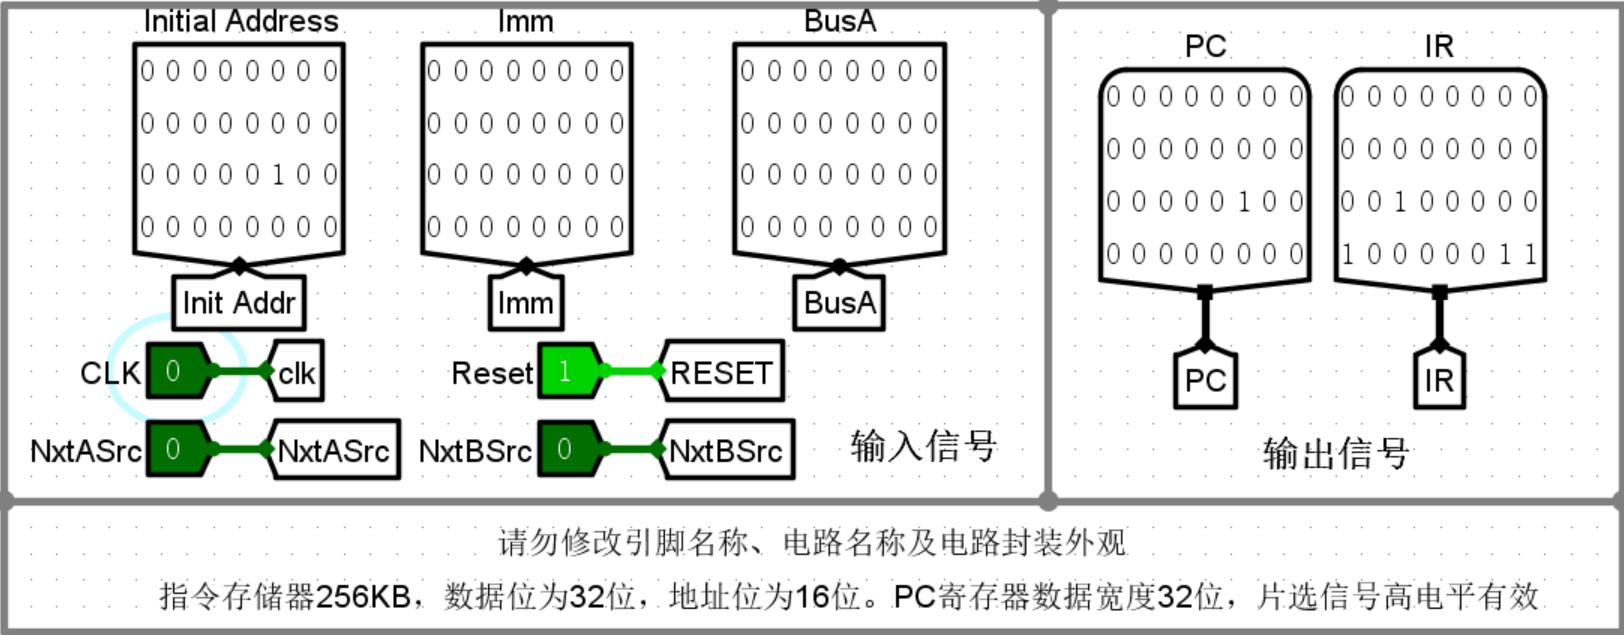 Initial Address
0 0 0 0 0 0 0 0
0 0 0 0 0 0 0 0
0 0 0 0 0 1 0 0
0 0 0 0 0 0 0 0
Init Addr
Imm
0 0 0 0 0 0 0 0
0 0 0 0 0 0 0 0
0 0 0 0 0 0 0 0
0 0 0 0 0 0 0 0
Imm
BusA
0 0 0 0 0 0 0 0
0 0 0 0 0 0 0 0
0 0 0 0 0 0 0 0
0 0 0 0 0 0 0 0
BusA
CLK 0 clk
Reset 1 RESET
NxtASrc 0 NxtASrc
NxtBSrc 0 NxtBSrc
输入信号
PC
0 0 0 0 0 0 0 0
0 0 0 0 0 0 0 0
0 0 0 0 0 1 0 0
0 0 0 0 0 0 0 0
PC
IR
0 0 0 0 0 0 0 0
0 0 0 0 0 0 0 0
0 0 1 0 0 0 0 0
1 0 0 0 0 0 1 1
IR
输出信号
请勿修改引脚名称、电路名称及电路封装外观
指令存储器256KB，数据位为32位，地址位为16位。PC寄存器数据宽度32位，片选信号高电平有效